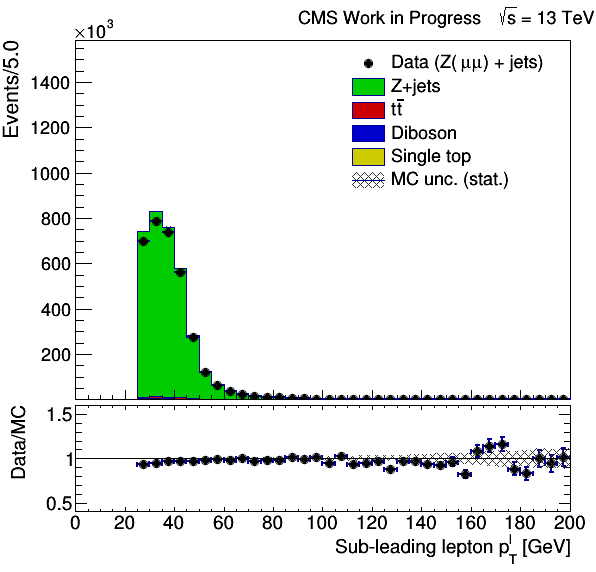 CMS Work in Progress √s = 13 TeV
×10³
Events/5.0
1400
1200
1000
800
600
400
200
Data (Z(μμ) + jets)
Z+jets
tt̄
Diboson
Single top
MC unc. (stat.)
Data/MC
1.5
1
0.5
0 20 40 60 80 100 120 140 160 180 200
Sub-leading lepton p_T^l [GeV]